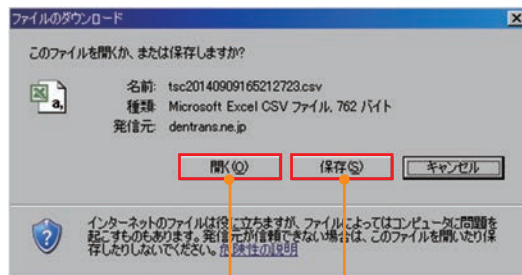 ファイルのダウンロード
このファイルを開くか、または保存しますか?
a,
名前: tsc20140909165212723.csv
種類: Microsoft Excel CSV ファイル, 762 バイト
発信元: dentrans.ne.jp
開く(O) 保存(S) キャンセル
インターネットのファイルは役に立ちますが、ファイルによってはコンピュータに問題を
起こすものもあります。発信元が信頼できない場合は、このファイルを開いたり保
存したりしないでください。危険性の説明